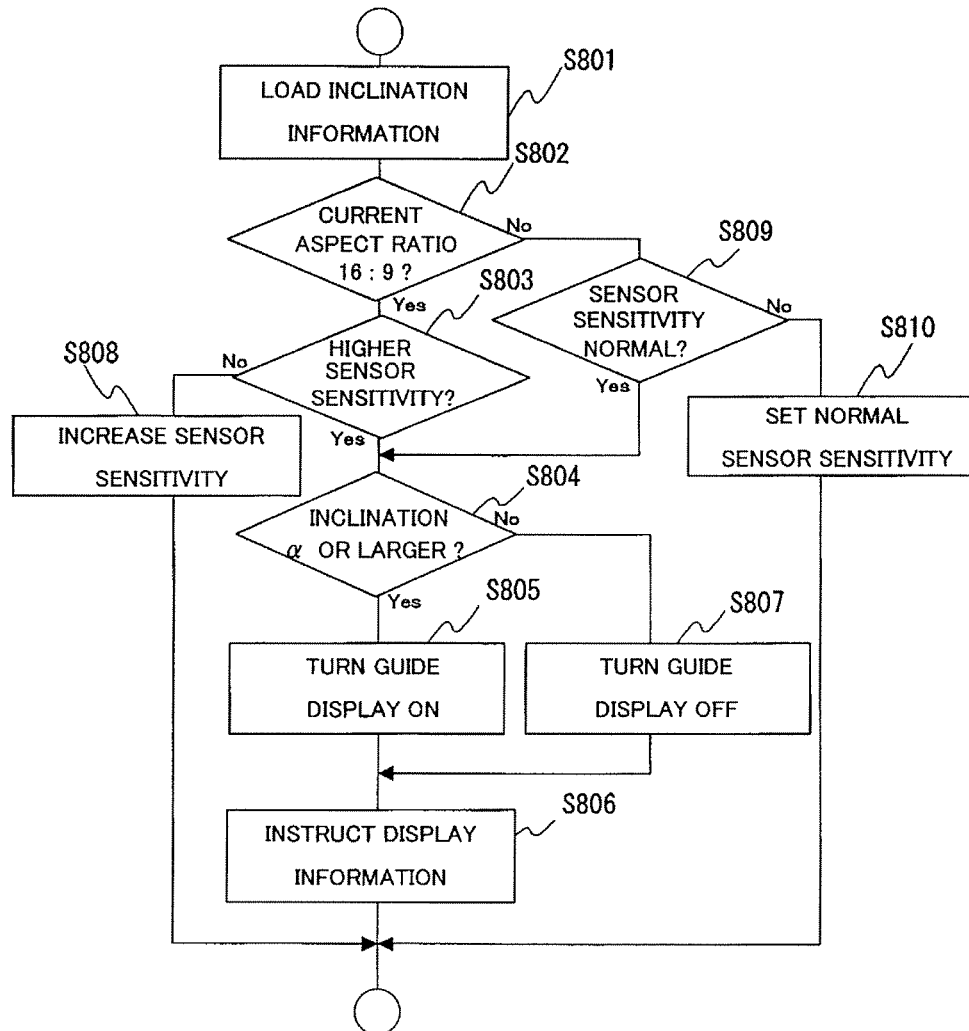 S801
LOAD INCLINATION
INFORMATION
S802
CURRENT
ASPECT RATIO
16 : 9 ?
No
Yes
S809
SENSOR
SENSITIVITY
NORMAL?
No
Yes
S803
HIGHER
SENSOR
SENSITIVITY?
No
Yes
S808
INCREASE SENSOR
SENSITIVITY
S810
SET NORMAL
SENSOR SENSITIVITY
S804
INCLINATION
α OR LARGER ?
No
Yes
S805
TURN GUIDE
DISPLAY ON
S807
TURN GUIDE
DISPLAY OFF
S806
INSTRUCT DISPLAY
INFORMATION